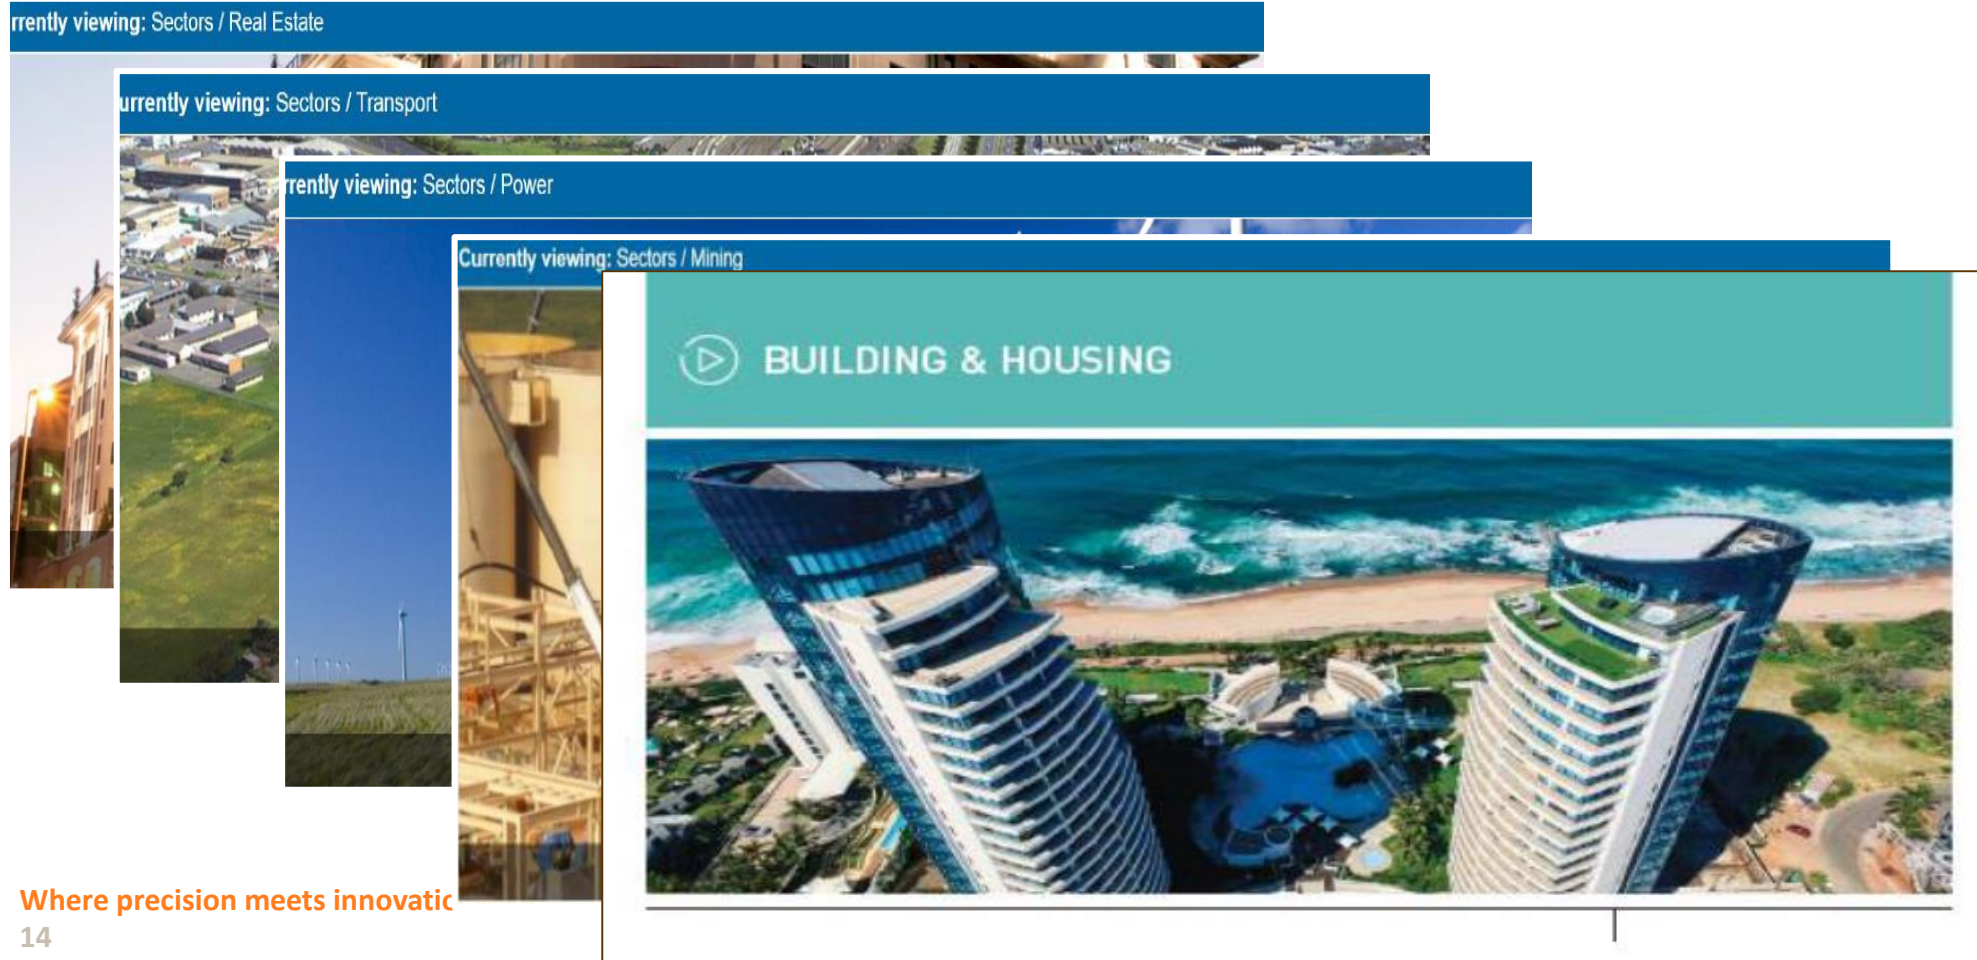 rrently viewing: Sectors / Real Estate
urrently viewing: Sectors / Transport
rrently viewing: Sectors / Power
Currently viewing: Sectors / Mining
BUILDING & HOUSING
Where precision meets innovatio
14